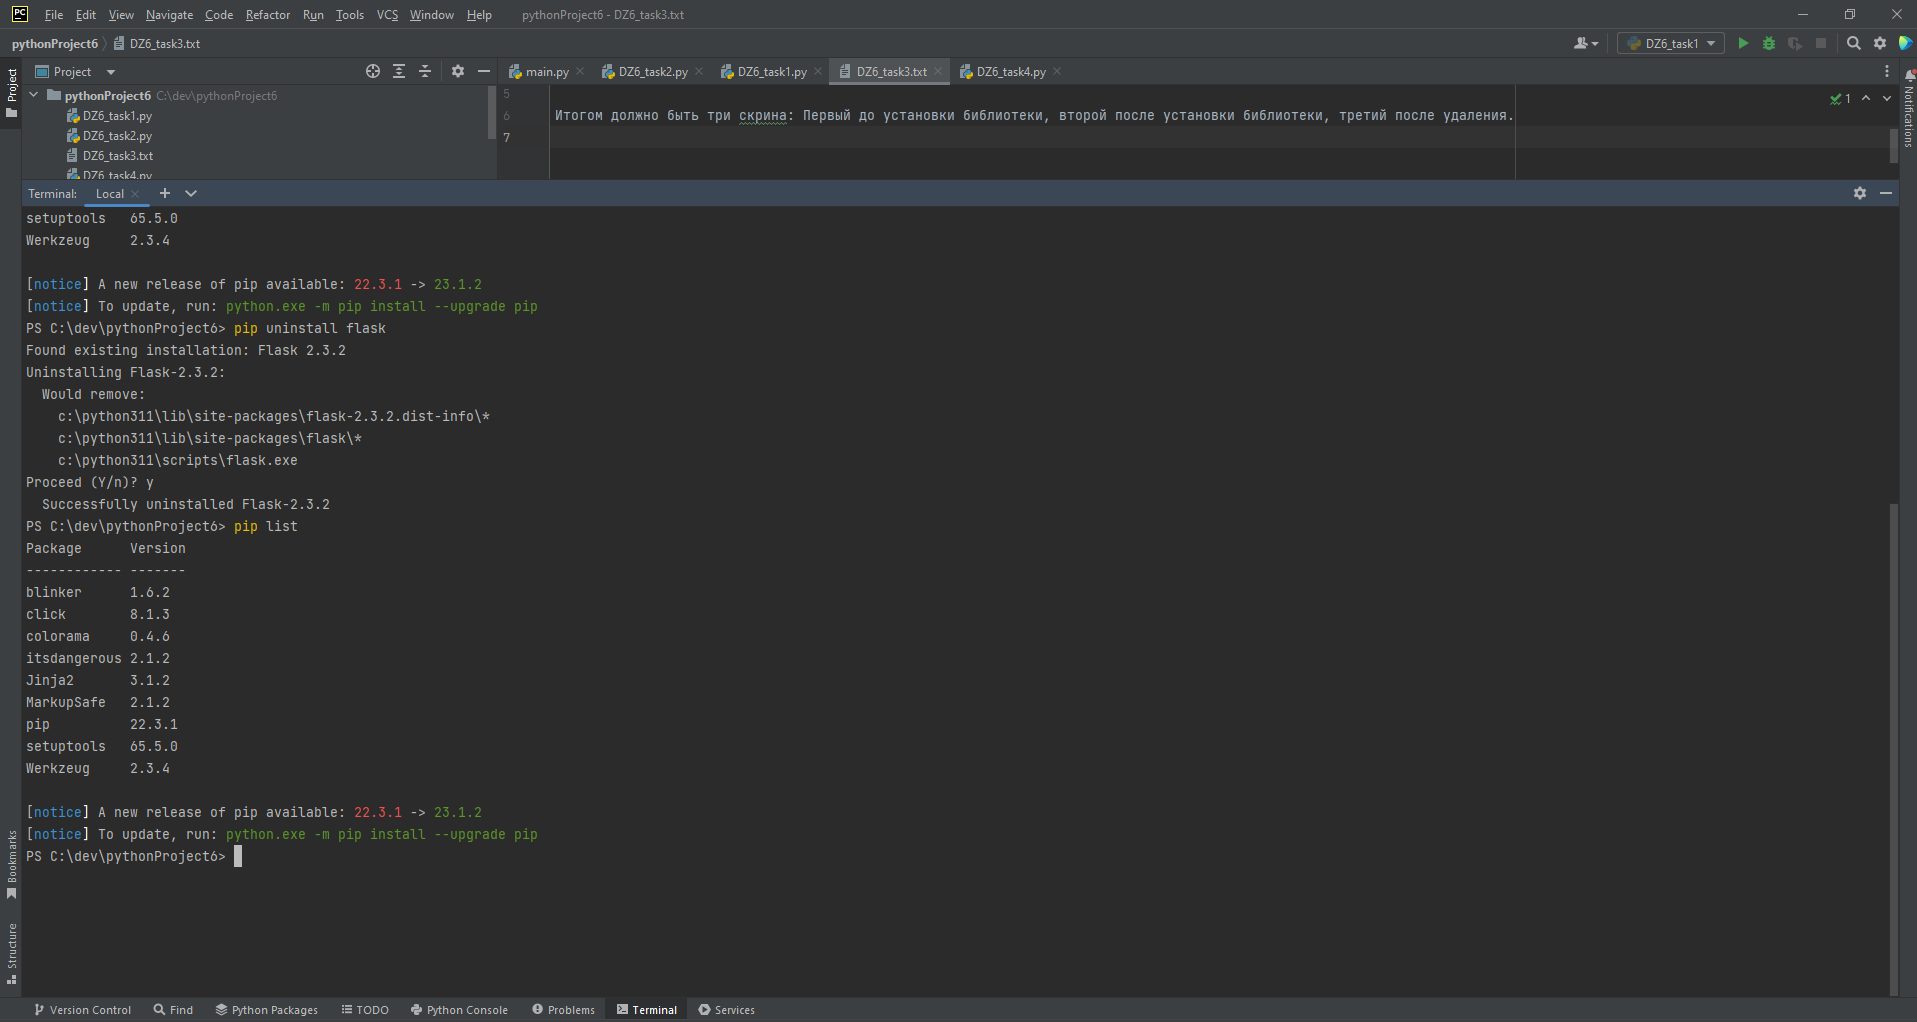 PC File Edit View Navigate Code Refactor Run Tools VCS Window Help pythonProject6 - DZ6_task3.txt
pythonProject6 DZ6_task3.txt DZ6_task1
Project
Project main.py DZ6_task2.py DZ6_task1.py DZ6_task3.txt DZ6_task4.py
Notifications
pythonProject6 C:\dev\pythonProject6
DZ6_task1.py
DZ6_task2.py
DZ6_task3.txt
DZ6_task4.py
5
6 Итогом должно быть три скрина: Первый до установки библиотеки, второй после установки библиотеки, третий после удаления.
7
1
Terminal: Local
setuptools 65.5.0
Werkzeug 2.3.4
[notice] A new release of pip available: 22.3.1 -> 23.1.2
[notice] To update, run: python.exe -m pip install --upgrade pip
PS C:\dev\pythonProject6> pip uninstall flask
Found existing installation: Flask 2.3.2
Uninstalling Flask-2.3.2:
Would remove:
c:\python311\lib\site-packages\flask-2.3.2.dist-info\*
c:\python311\lib\site-packages\flask\*
c:\python311\scripts\flask.exe
Proceed (Y/n)? y
Successfully uninstalled Flask-2.3.2
PS C:\dev\pythonProject6> pip list
Package Version
------------ -------
blinker 1.6.2
click 8.1.3
colorama 0.4.6
itsdangerous 2.1.2
Jinja2 3.1.2
MarkupSafe 2.1.2
pip 22.3.1
setuptools 65.5.0
Werkzeug 2.3.4
[notice] A new release of pip available: 22.3.1 -> 23.1.2
[notice] To update, run: python.exe -m pip install --upgrade pip
PS C:\dev\pythonProject6>
Bookmarks
Structure
Version Control Find Python Packages TODO Python Console Problems Terminal Services